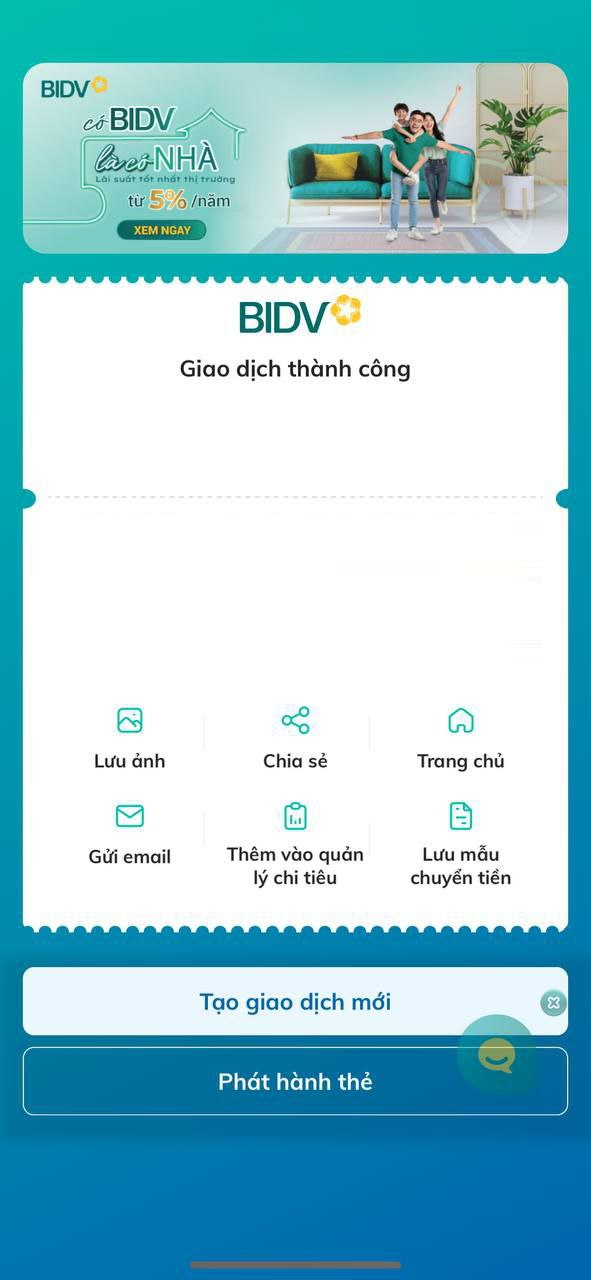 BIDV
có BIDV
là có NHÀ
Lãi suất tốt nhất thị trường
từ 5% /năm
XEM NGAY
BIDV
Giao dịch thành công
Lưu ảnh
Chia sẻ
Trang chủ
Gửi email
Thêm vào quản
lý chi tiêu
Lưu mẫu
chuyển tiền
Tạo giao dịch mới
Phát hành thẻ